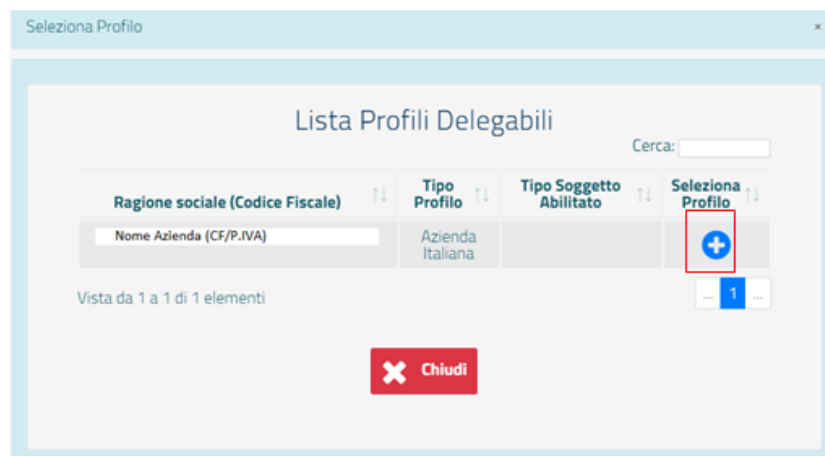 Seleziona Profilo
×
Lista Profili Delegabili
Cerca:
Ragione sociale (Codice Fiscale) ↑↓ Tipo Profilo ↑↓ Tipo Soggetto Abilitato ↑↓ Seleziona Profilo ↑↓
Nome Azienda (CF/P.IVA) Azienda Italiana
Vista da 1 a 1 di 1 elementi
... 1 ...
Chiudi